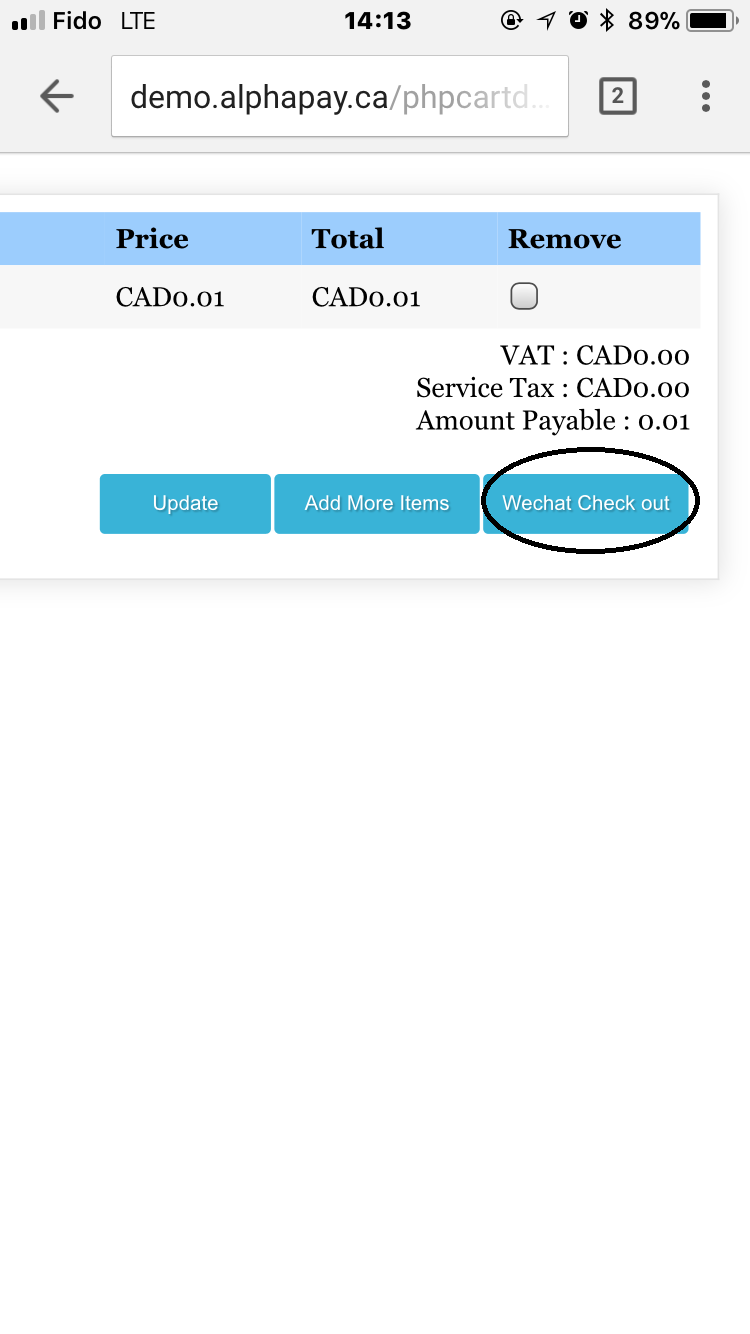 Fido LTE 14:13 89%
demo.alphapay.ca/phpcartd... 2
Price Total Remove
CAD0.01 CAD0.01
VAT : CAD0.00
Service Tax : CAD0.00
Amount Payable : 0.01
Update Add More Items Wechat Check out